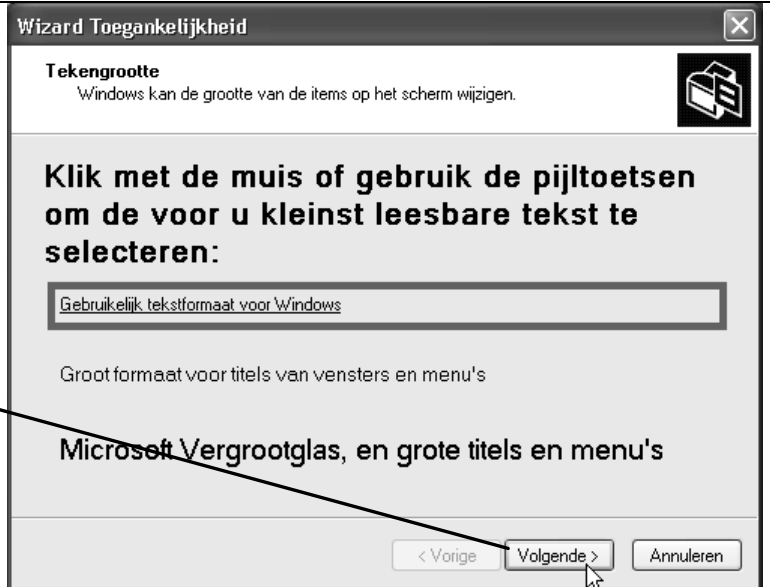 Wizard Toegankelijkheid
Tekengrootte
Windows kan de grootte van de items op het scherm wijzigen.
Klik met de muis of gebruik de pijltoetsen
om de voor u kleinst leesbare tekst te
selecteren:
Gebruikelijk tekstformaat voor Windows
Groot formaat voor titels van vensters en menu's
Microsoft Vergrootglas, en grote titels en menu's
< Vorige Volgende > Annuleren